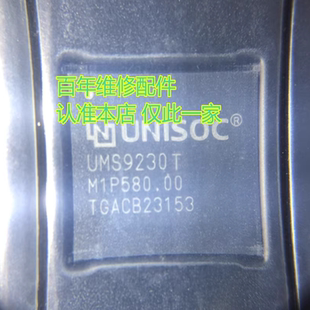 百年维修配件
认准本店 仅此一家
UNISOC®
UMS9230T
M1P580.00
TGACB23153